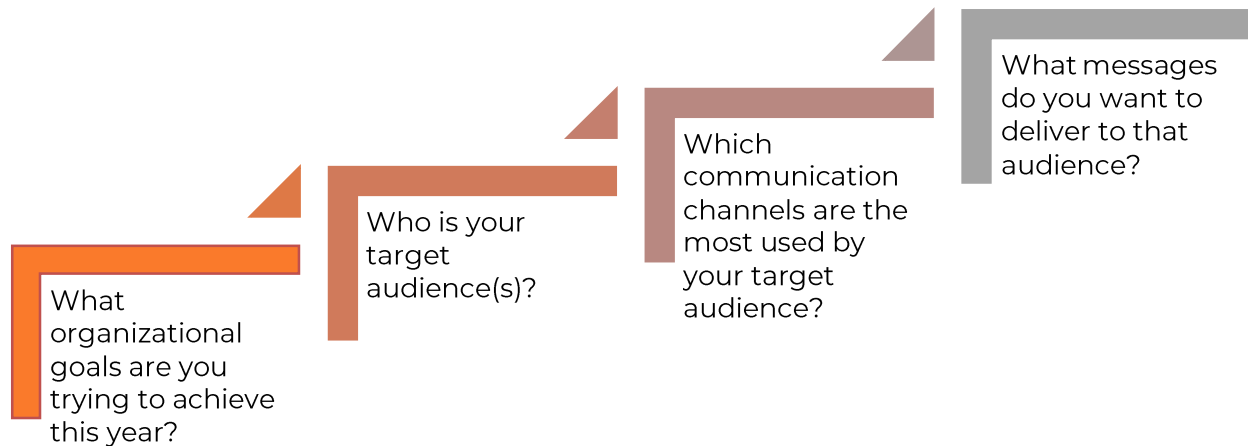 What
organizational
goals are you
trying to achieve
this year?
Who is your
target
audience(s)?
Which
communication
channels are the
most used by
your target
audience?
What messages
do you want to
deliver to that
audience?